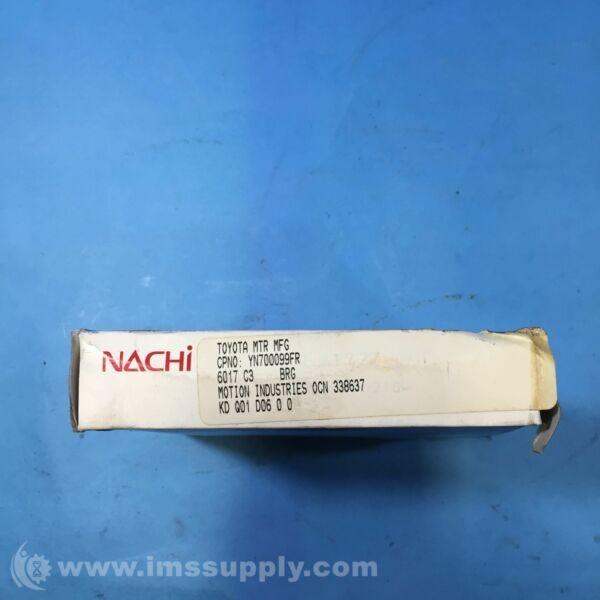 NACHi
TOYOTA MTR MFG
CPNO: YN700099FR
6017 C3 BRG
MOTION INDUSTRIES OCN 338637
KD Q01 D06 0 0
www.imssupply.com